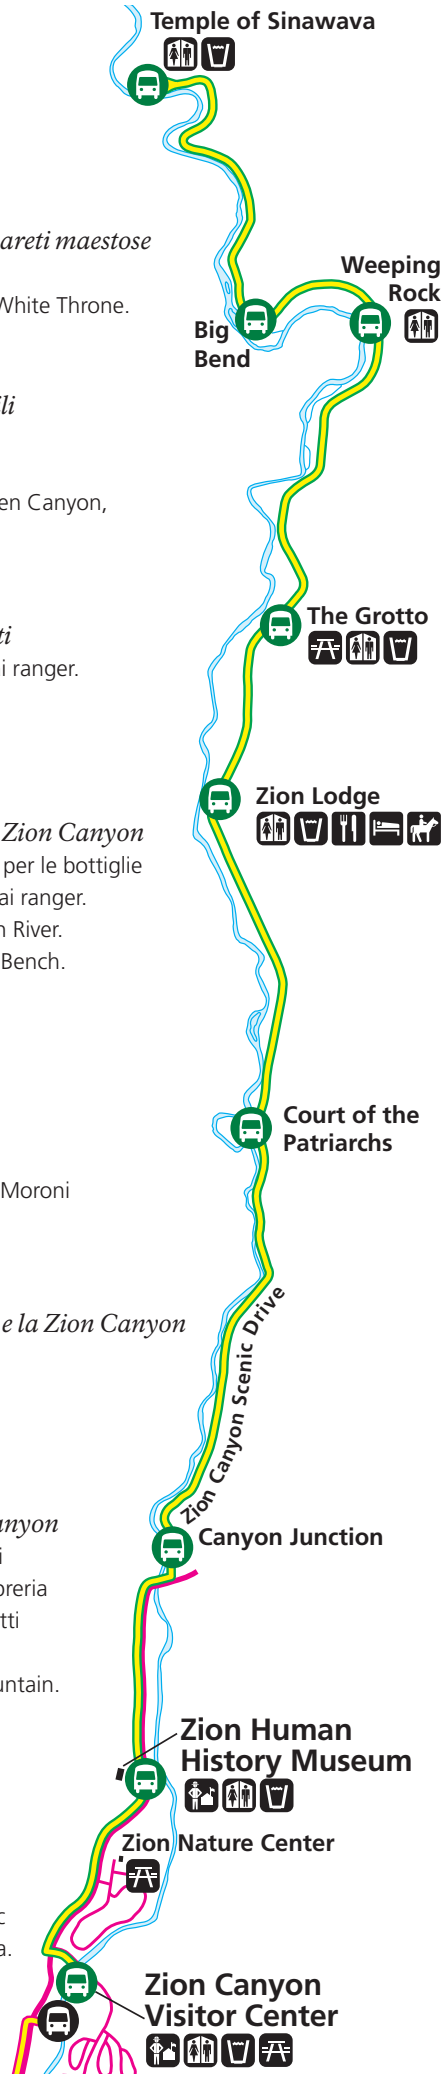 Temple of Sinawava
areti maestose
Weeping
Rock
White Throne.
Big
Bend
ili
en Canyon,
The Grotto
ti
i ranger.
Zion Lodge
Zion Canyon
per le bottiglie
ai ranger.
n River.
Bench.
Court of the
Patriarchs
Moroni
e la Zion Canyon
Zion Canyon Scenic Drive
anyon
Canyon Junction
i
oreria
tti
untain.
Zion Human
History Museum
Zion Nature Center
c
a.
Zion Canyon
Visitor Center